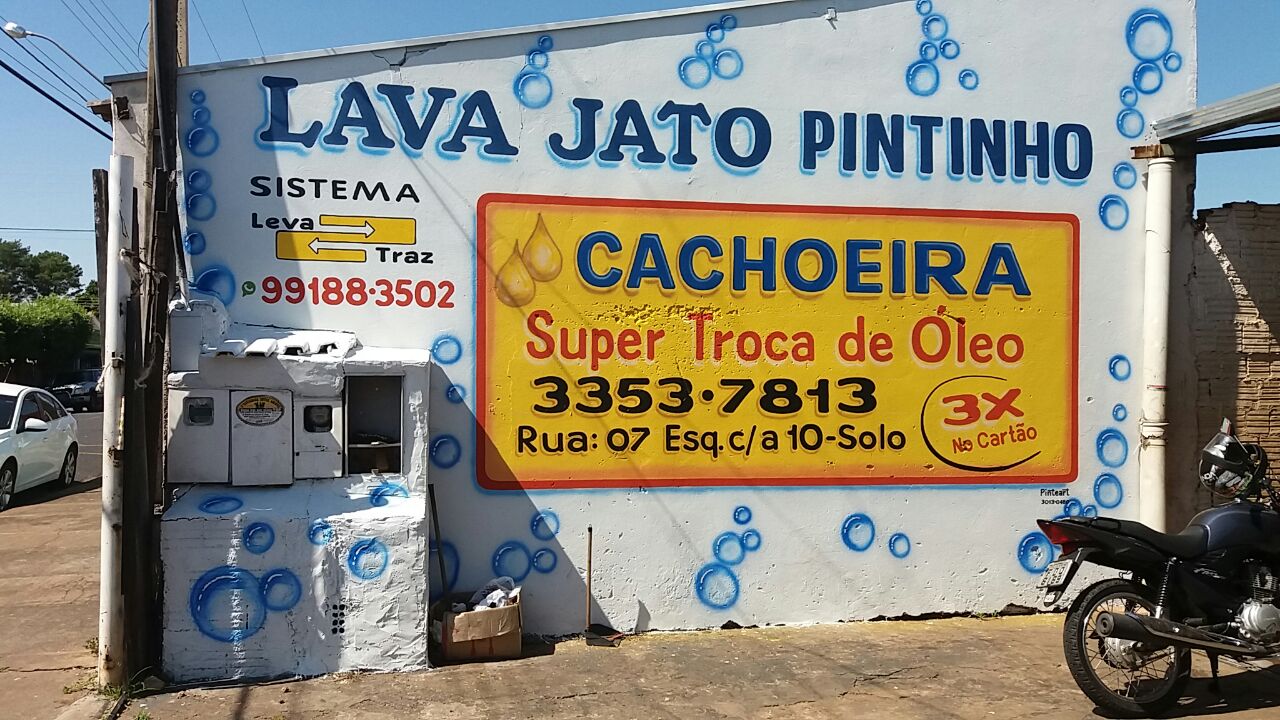 LAVA JATO PINTINHO
SISTEMA
Leva
Traz
99188·3502
CACHOEIRA
Super Troca de Óleo
3353·7813
Rua: 07 Esq. c/a 10-Solo
3X
No Cartão
Pinteart